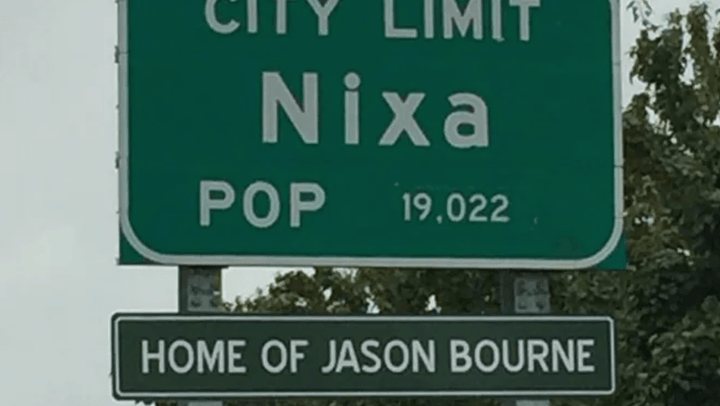 CITY LIMIT
Nixa
POP 19,022
HOME OF JASON BOURNE